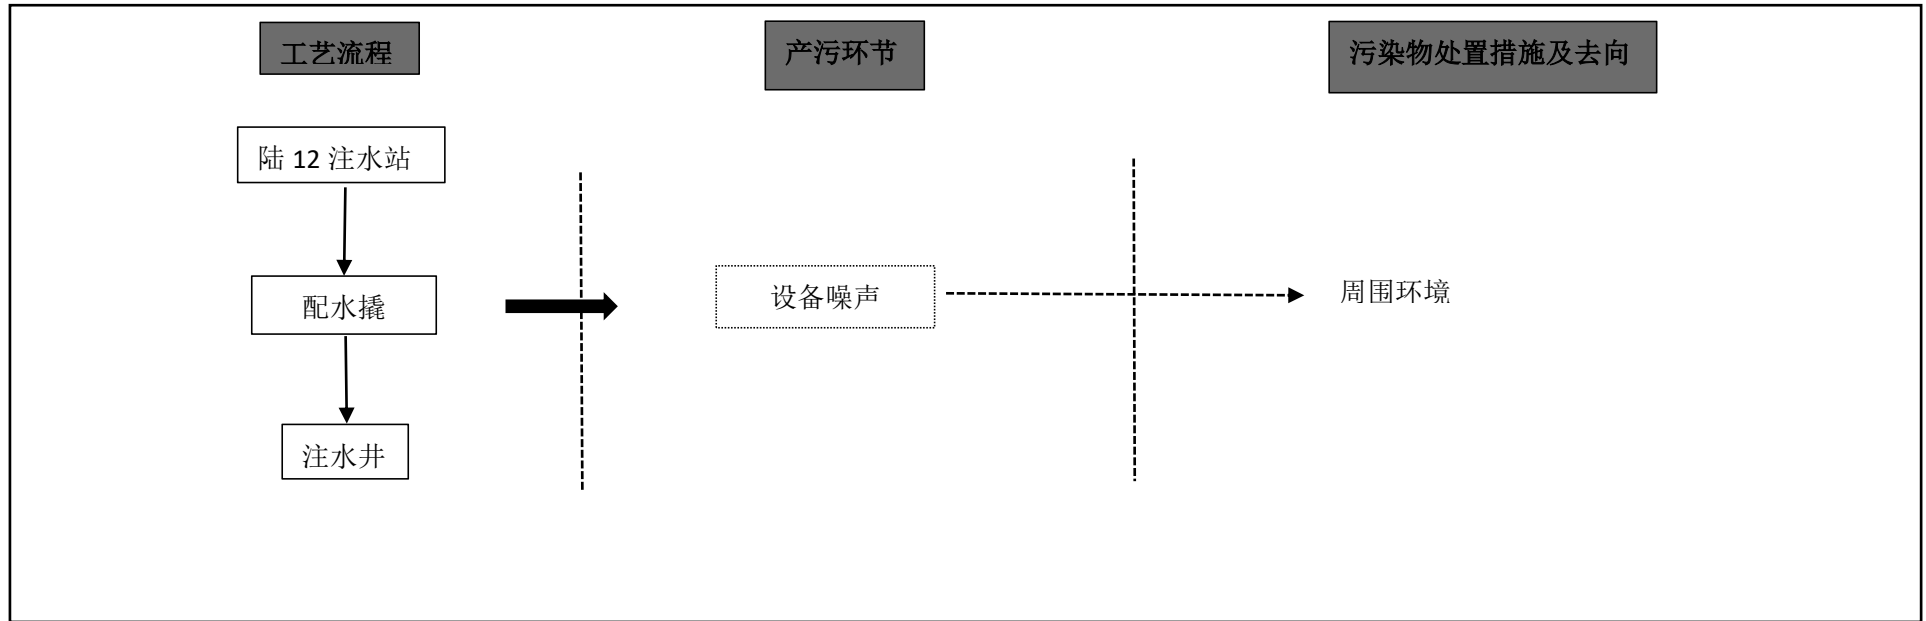 工艺流程
产污环节
污染物处置措施及去向
陆 12 注水站
配水撬
注水井
设备噪声
周围环境